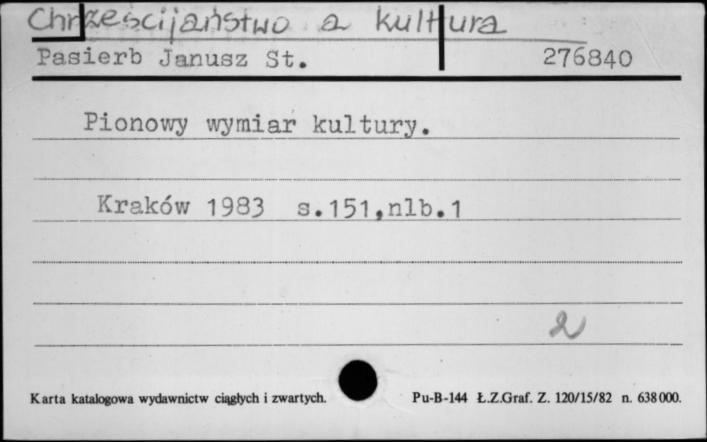 Chrześcijaństwo a kultura
Pasierb Janusz St. 276840
Pionowy wymiar kultury.
Kraków 1983 s.151,nlb.1
2
Karta katalogowa wydawnictw ciągłych i zwartych. Pu-B-144 Ł.Z.Graf. Z. 120/15/82 n. 638000.